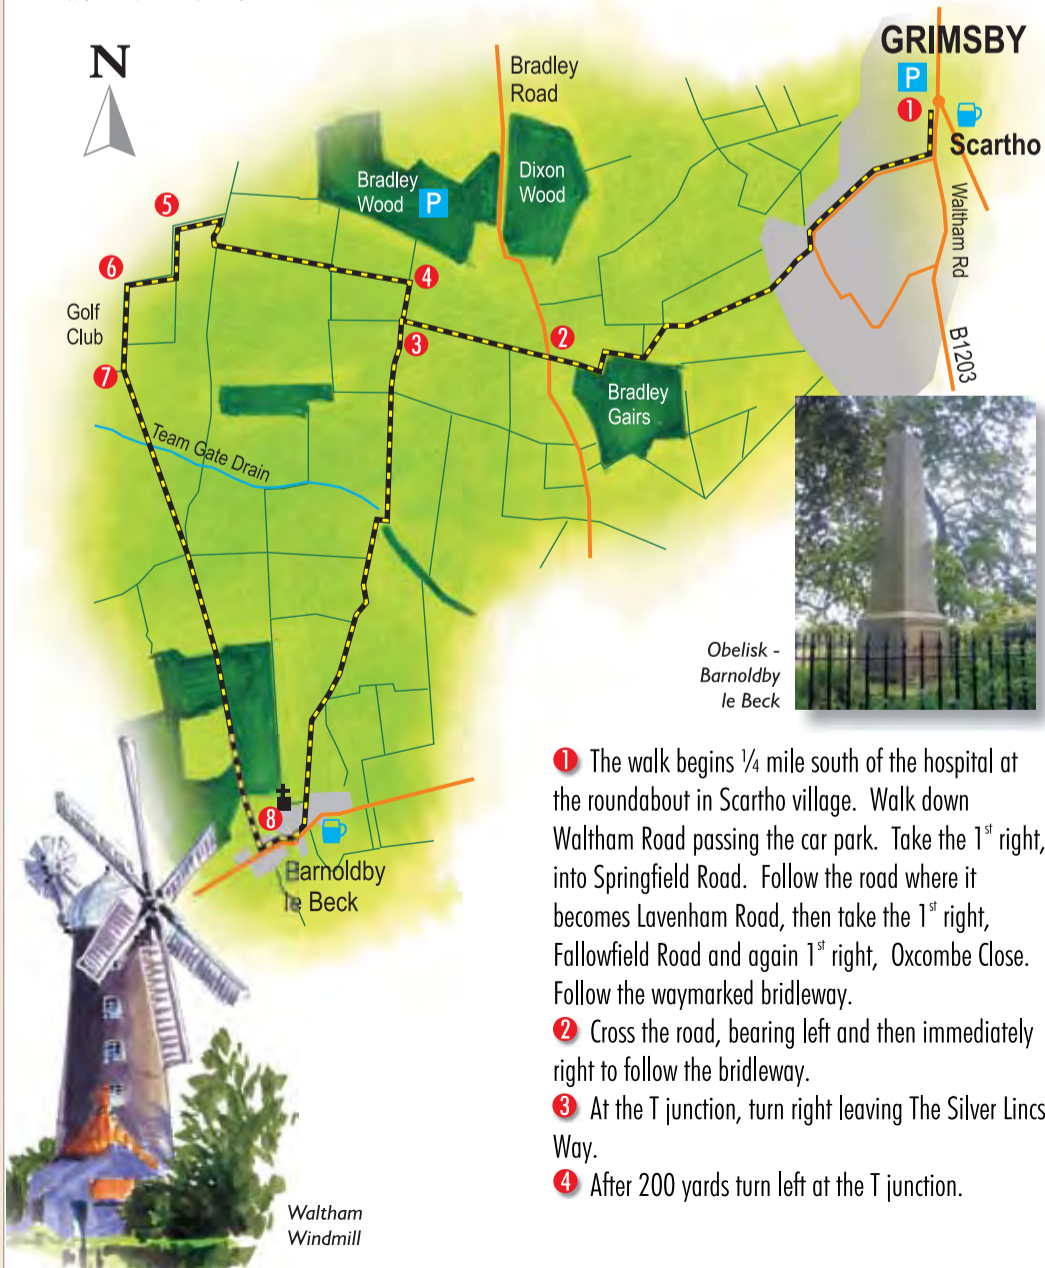 N
GRIMSBY
P
1
Scartho
Bradley
Road
Waltham Rd
B1203
Bradley
Wood
P
Dixon
Wood
5
6
4
Golf
Club
3
2
7
Bradley
Gairs
Team Gate Drain
8
Barnoldby
le Beck
Obelisk -
Barnoldby
le Beck
Waltham
Windmill
1 The walk begins ¼ mile south of the hospital at
the roundabout in Scartho village. Walk down
Waltham Road passing the car park. Take the 1st right,
into Springfield Road. Follow the road where it
becomes Lavenham Road, then take the 1st right,
Fallowfield Road and again 1st right, Oxcombe Close.
Follow the waymarked bridleway.
2 Cross the road, bearing left and then immediately
right to follow the bridleway.
3 At the T junction, turn right leaving The Silver Lincs
Way.
4 After 200 yards turn left at the T junction.